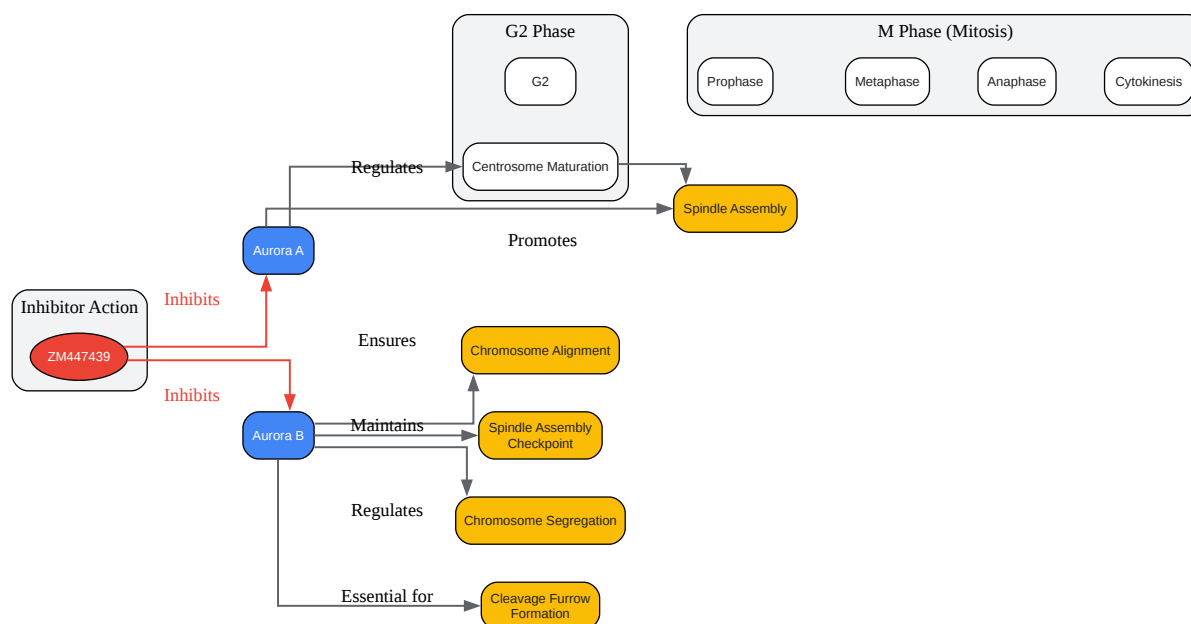 G2 Phase
M Phase (Mitosis)
G2
Prophase
Metaphase
Anaphase
Cytokinesis
Regulates
Centrosome Maturation
Spindle Assembly
Promotes
Aurora A
Inhibits
Inhibitor Action
ZM447439
Ensures
Chromosome Alignment
Inhibits
Aurora B
Maintains
Spindle Assembly
Checkpoint
Regulates
Chromosome Segregation
Essential for
Cleavage Furrow
Formation